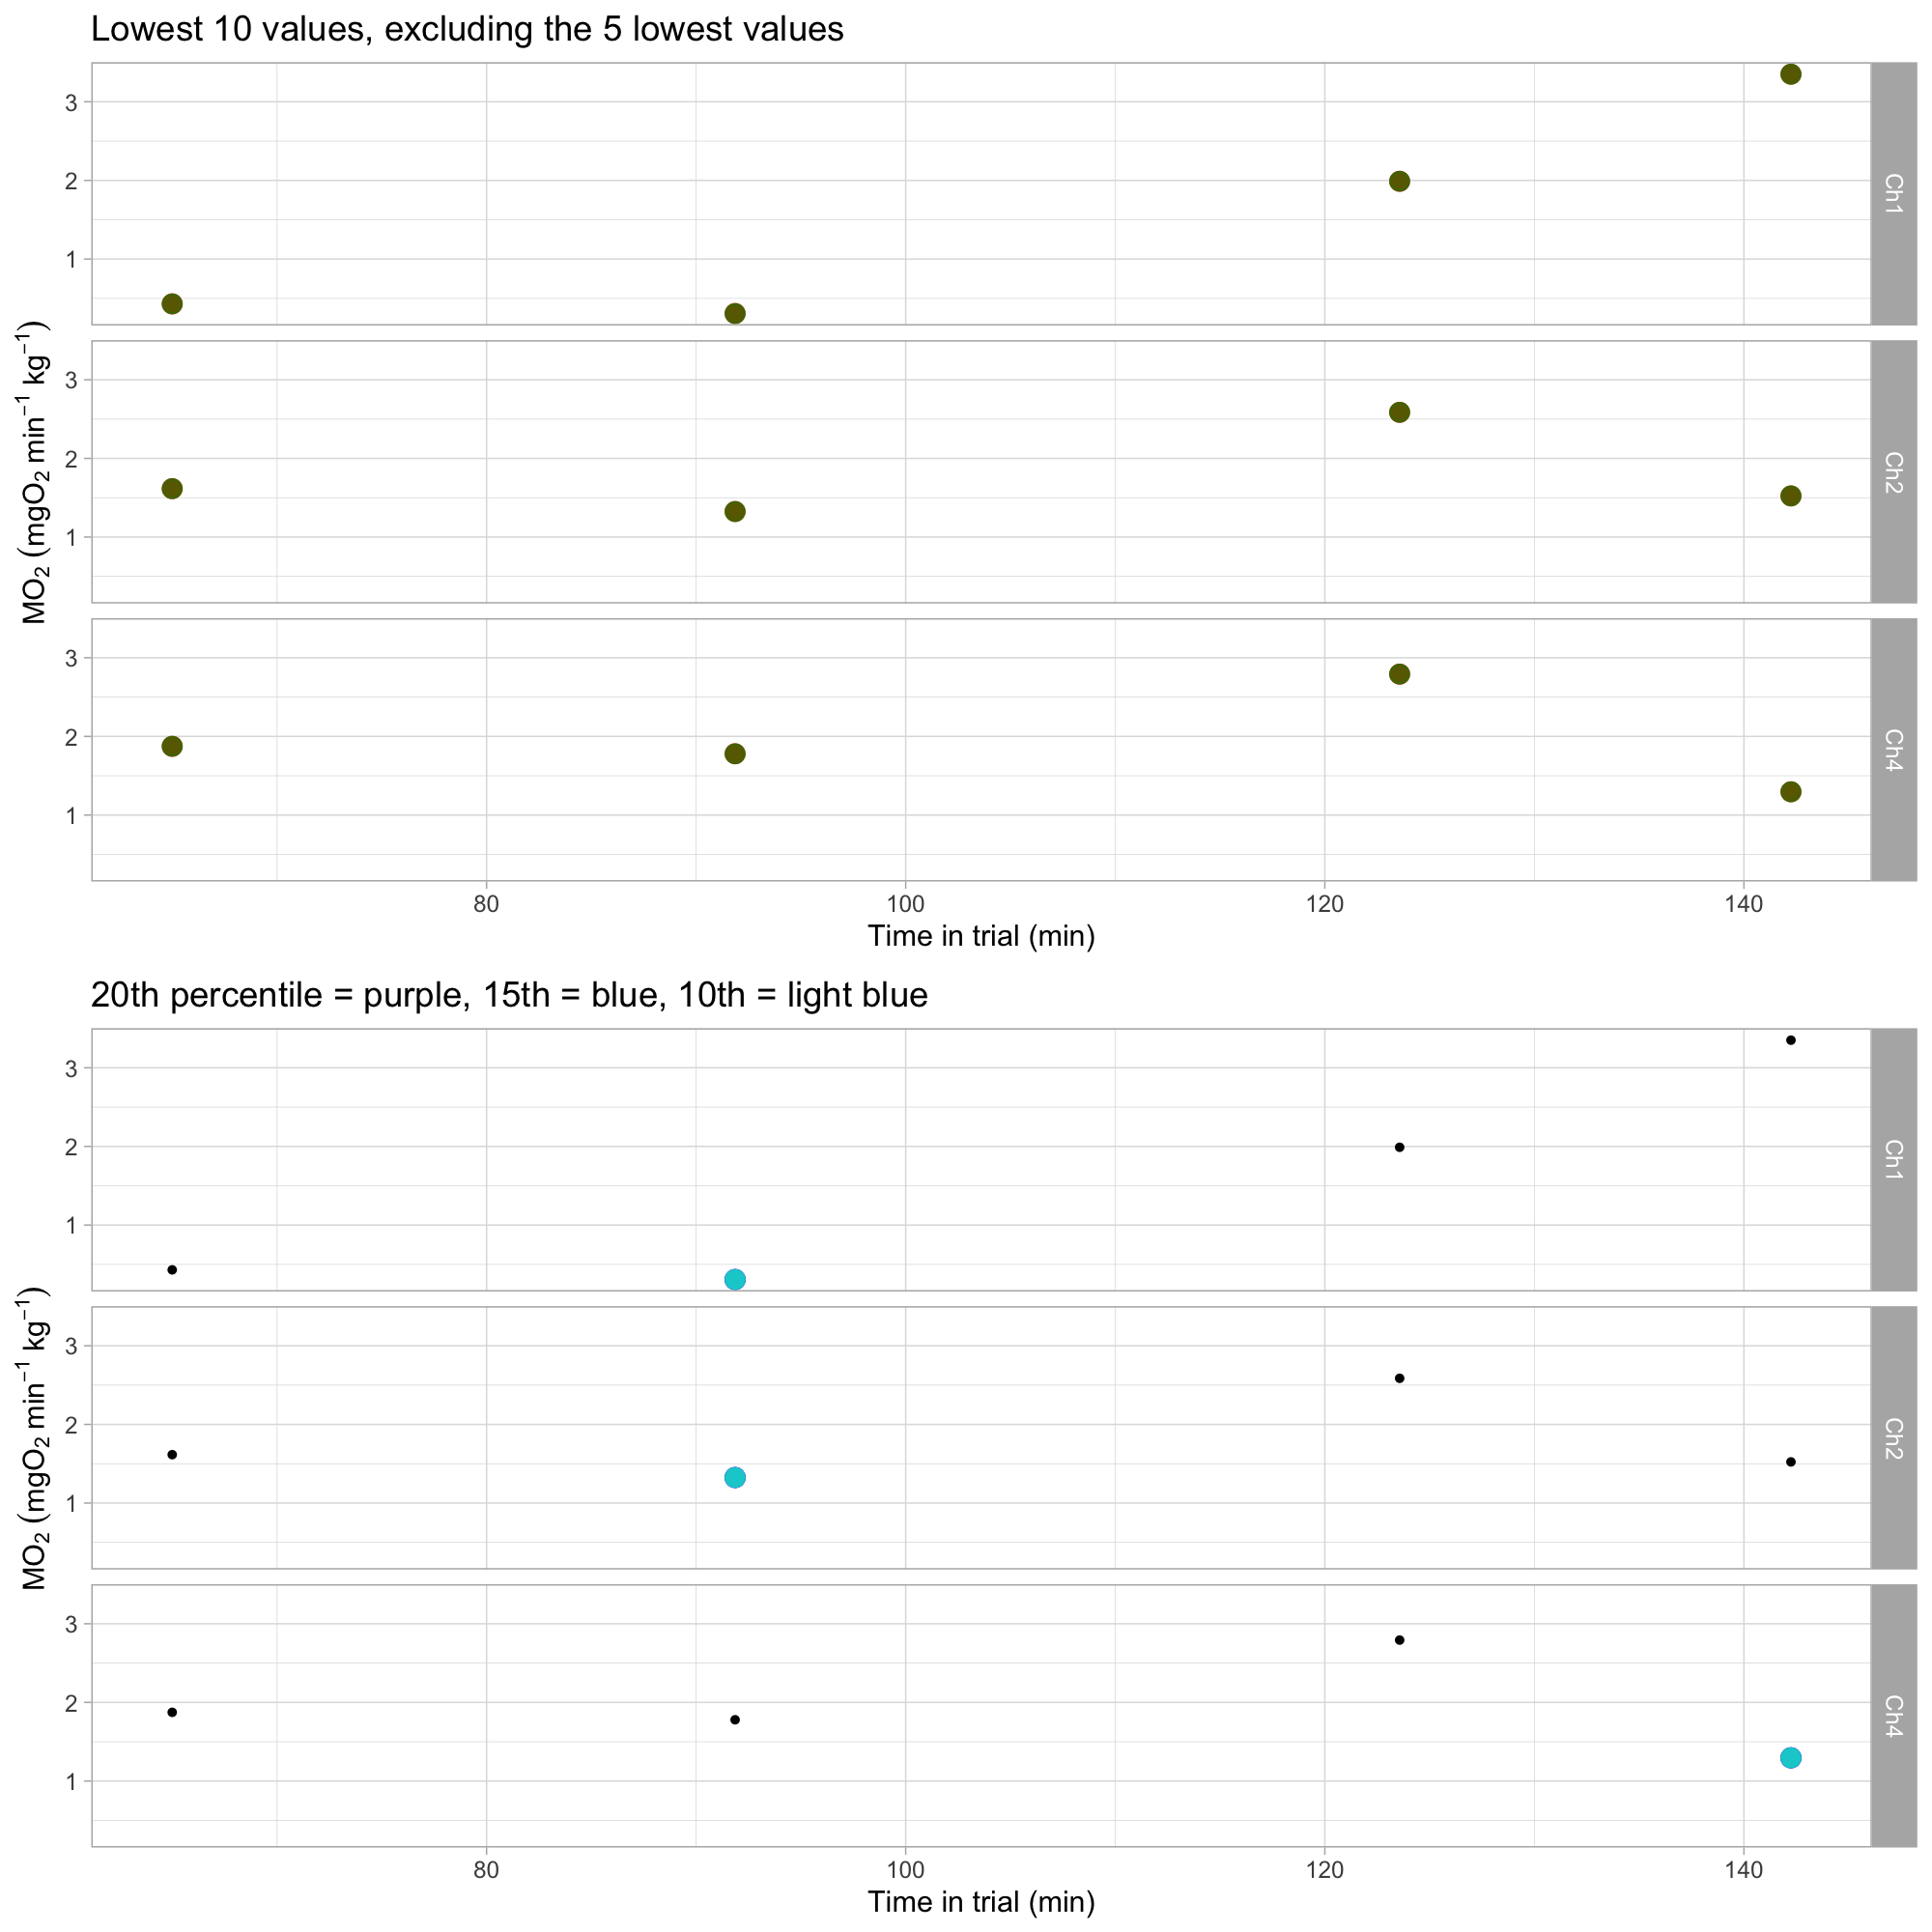 Lowest 10 values, excluding the 5 lowest values
3
2
1
Ch1
3
2
1
Ch2
3
2
1
Ch4
MO₂ (mgO₂ min⁻¹ kg⁻¹)
80 100 120 140
Time in trial (min)
20th percentile = purple, 15th = blue, 10th = light blue
3
2
1
Ch1
3
2
1
Ch2
3
2
1
Ch4
MO₂ (mgO₂ min⁻¹ kg⁻¹)
80 100 120 140
Time in trial (min)